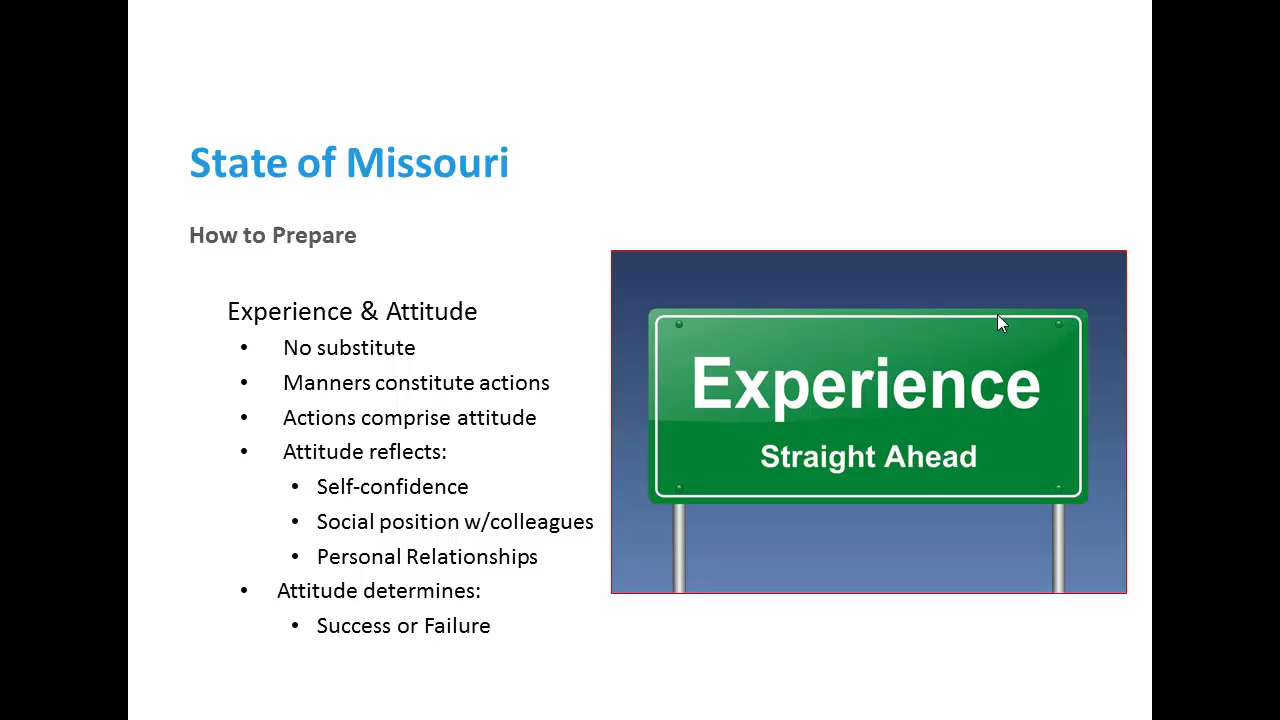 State of Missouri
How to Prepare
Experience & Attitude
• No substitute
• Manners constitute actions
• Actions comprise attitude
• Attitude reflects:
• Self-confidence
• Social position w/colleagues
• Personal Relationships
• Attitude determines:
• Success or Failure
Experience
Straight Ahead